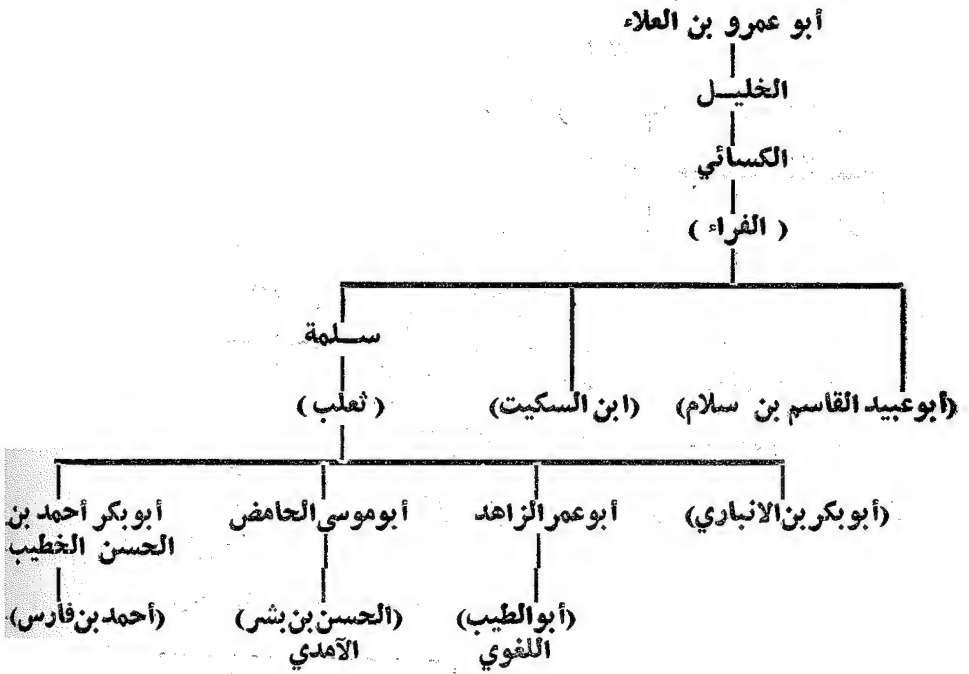 أبو عمرو بن العلاء
الخليـل
الكسائي
( الفراء )
سـلمة
(أبو عبيد القاسم بن سلام) (ابن السكيت) (ثعلب)
(أبو بكر بن الانباري) أبو عمر الزاهد أبو موسى الحامض أبو بكر أحمد بن
الحسن الخطيب
(أبو الطيب) (الحسن بن بشر) (أحمد بن فارس)
اللغوي الآمدي